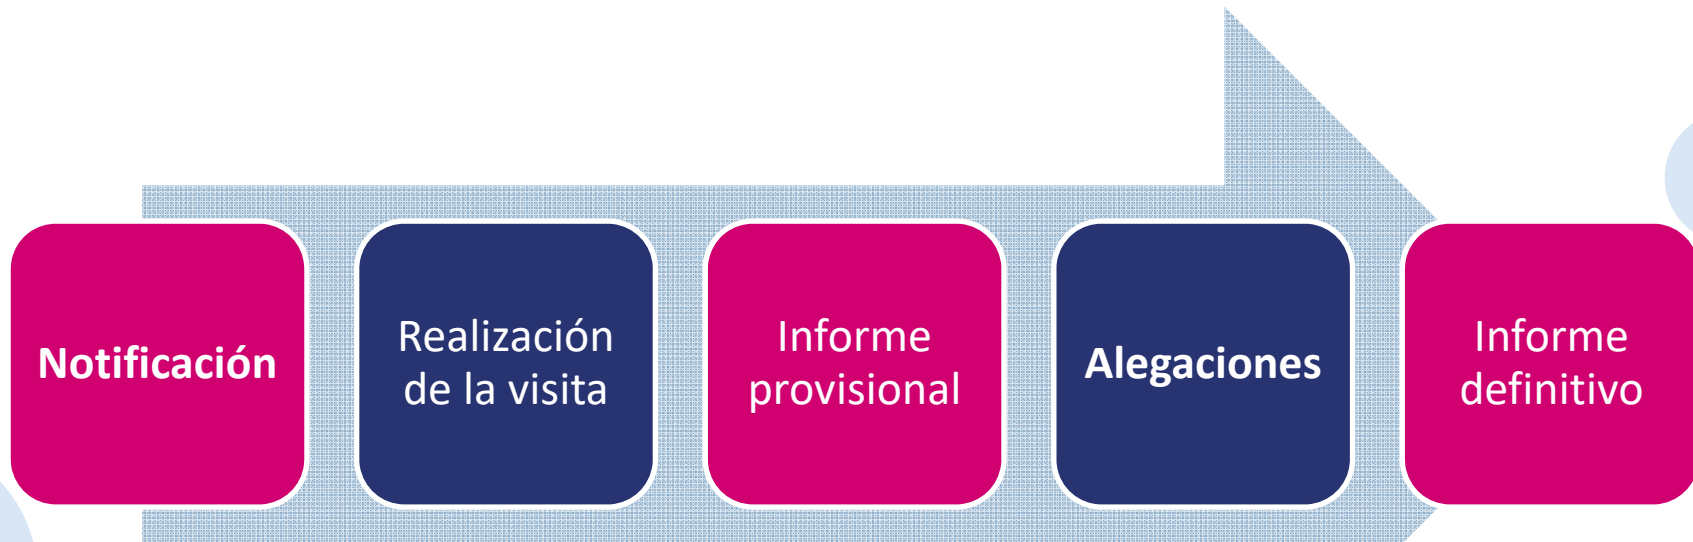 Notificación
Realización
de la visita
Informe
provisional
Alegaciones
Informe
definitivo